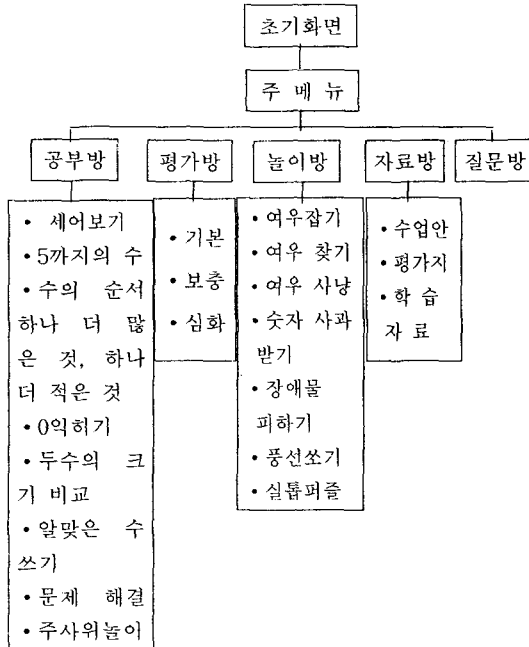 초기화면
주 메 뉴
공부방
평가방
놀이방
자료방
질문방
• 세어보기
• 5까지의 수
• 수의 순서
하나 더 많
은 것, 하나
더 적은 것
• 0익히기
• 두수의 크
기 비교
• 알맞은 수
쓰기
• 문제 해결
• 주사위놀이
• 기본
• 보충
• 심화
• 여우잡기
• 여우 찾기
• 여우 사냥
• 숫자 사과
받기
• 장애물
피하기
• 풍선쏘기
• 실톱퍼즐
• 수업안
• 평가지
• 학 습
자 료